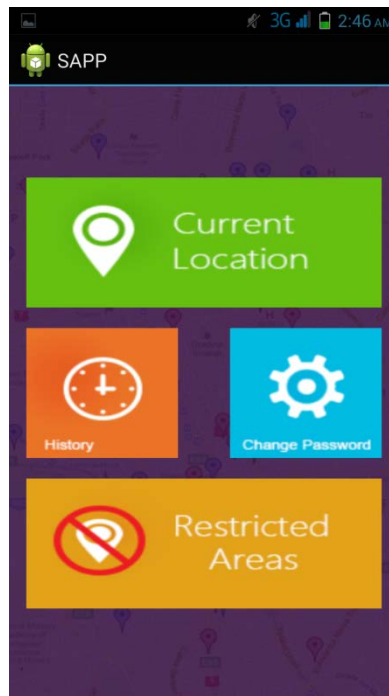 3G 2:46 AM
SAPP
Current
Location
History
Change Password
Restricted
Areas